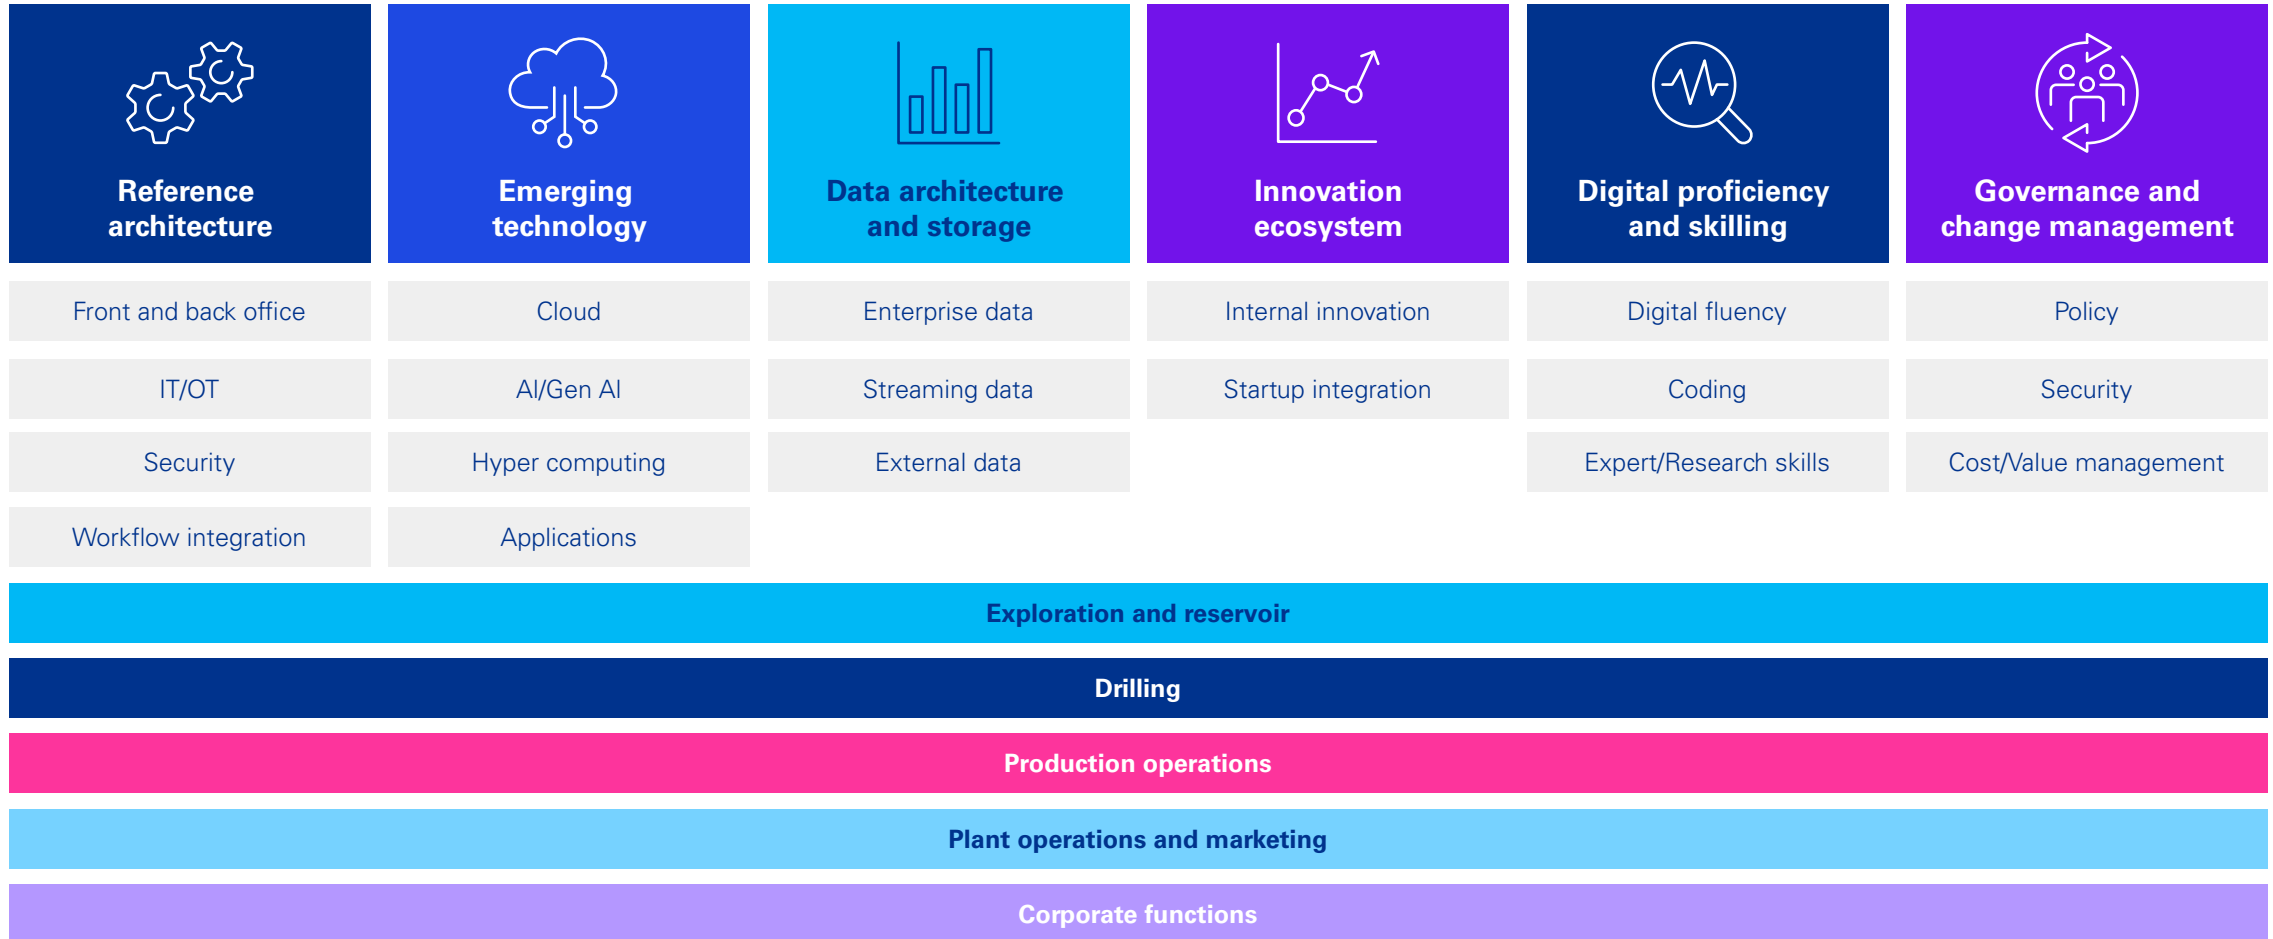 Reference
architecture
Emerging
technology
Data architecture
and storage
Innovation
ecosystem
Digital proficiency
and skilling
Governance and
change management
Front and back office
Cloud
Enterprise data
Internal innovation
Digital fluency
Policy
IT/OT
AI/Gen AI
Streaming data
Startup integration
Coding
Security
Security
Hyper computing
External data
Expert/Research skills
Cost/Value management
Workflow integration
Applications
Exploration and reservoir
Drilling
Production operations
Plant operations and marketing
Corporate functions